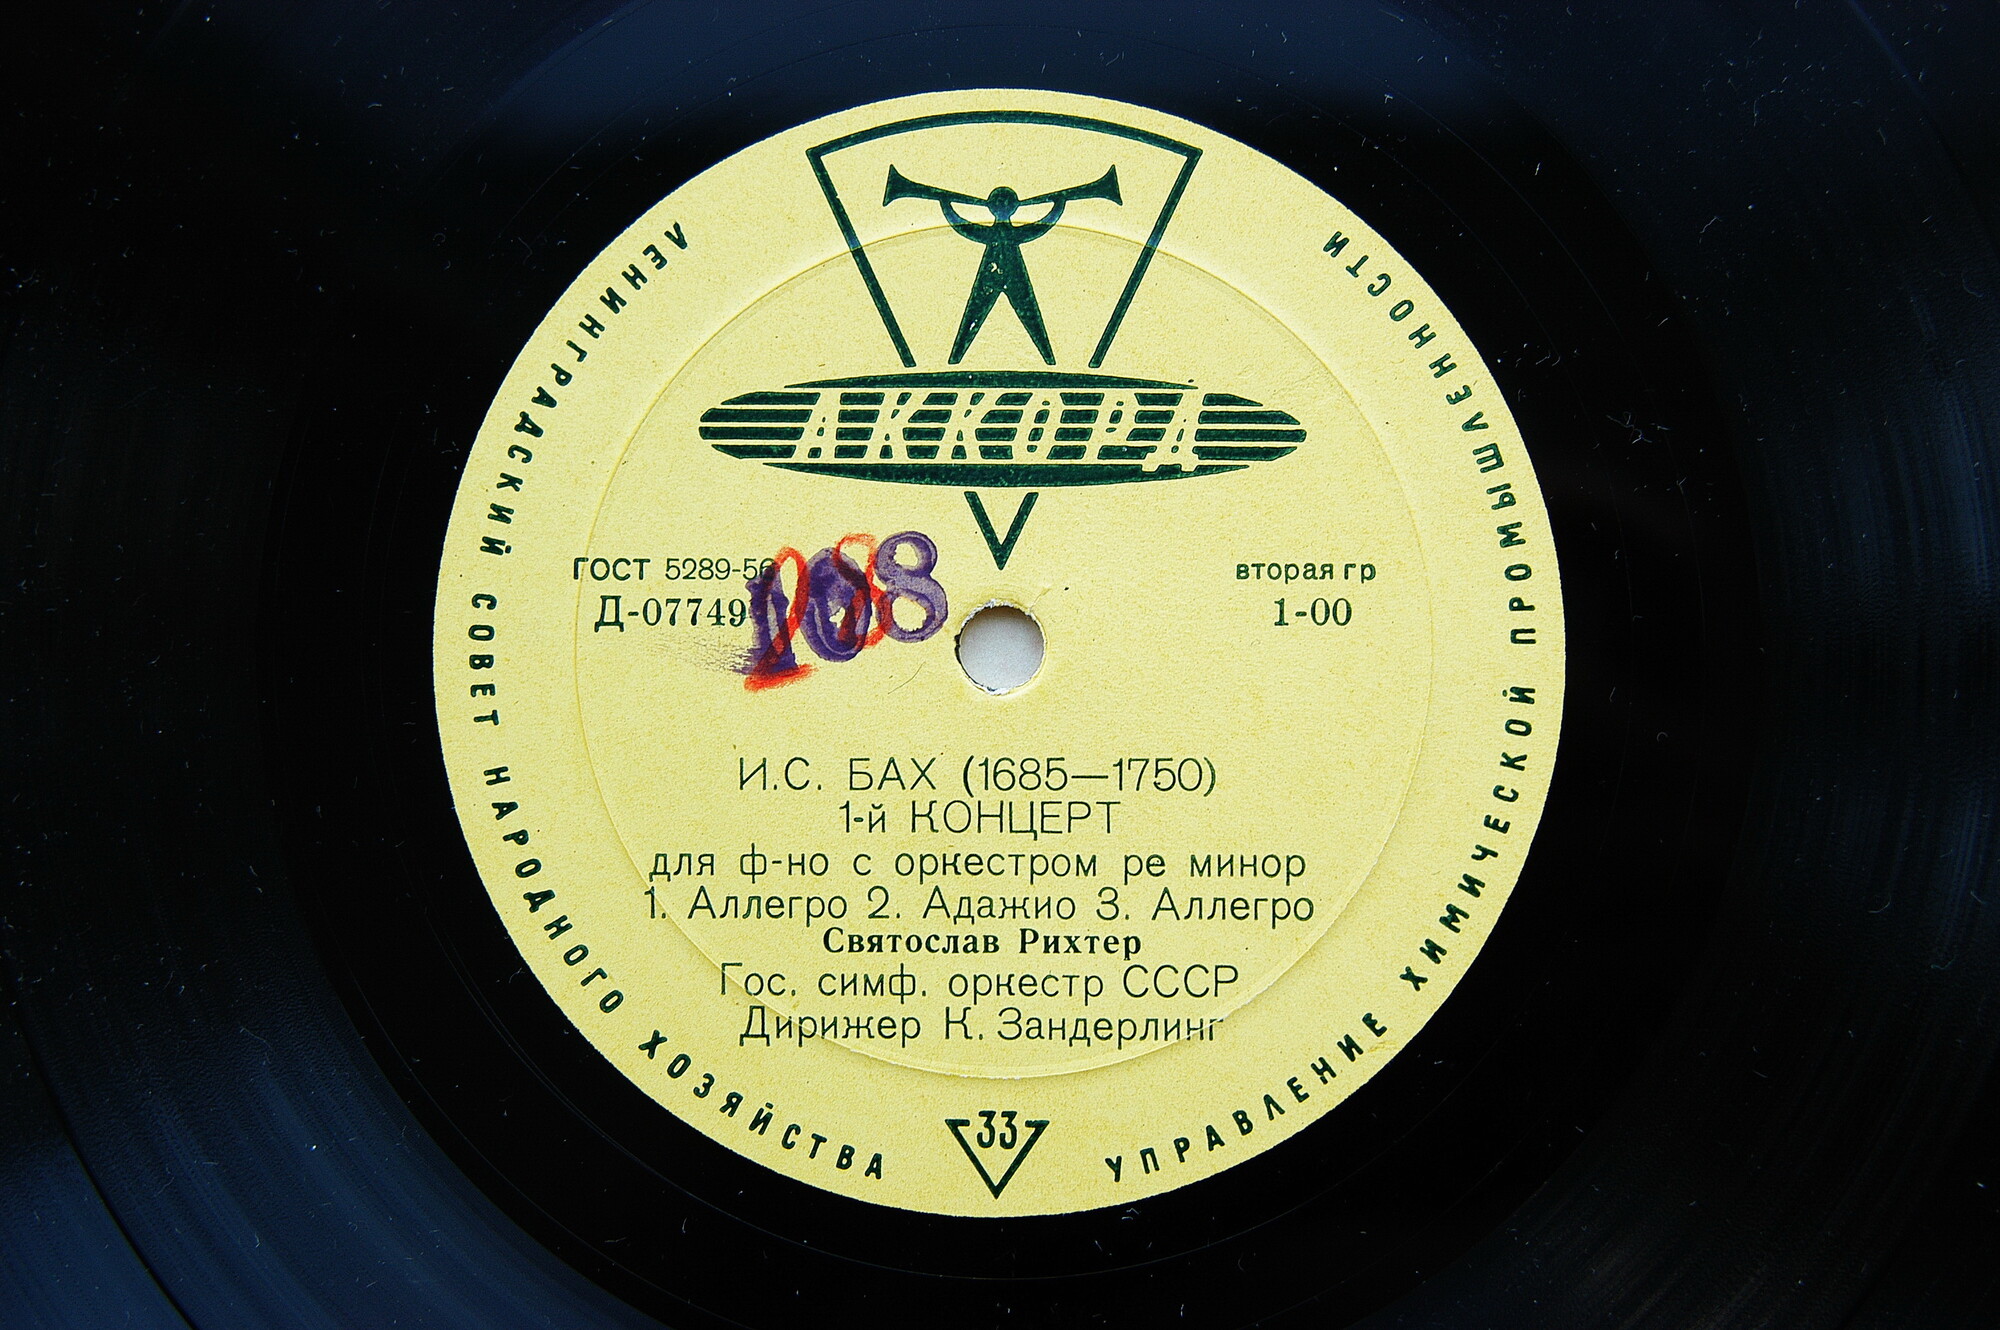 ЛЕНИНГРАДСКИЙ СОВЕТ НАРОДНОГО ХОЗЯЙСТВА
УПРАВЛЕНИЕ ХИМИЧЕСКОЙ ПРОМЫШЛЕННОСТИ
АККОРД
ГОСТ 5289-56
Д-07749
108
вторая гр
1-00
И.С. БАХ (1685—1750)
1-й КОНЦЕРТ
для ф-но с оркестром ре минор
1. Аллегро 2. Адажио 3. Аллегро
Святослав Рихтер
Гос. симф. оркестр СССР
Дирижер К. Зандерлинг
33